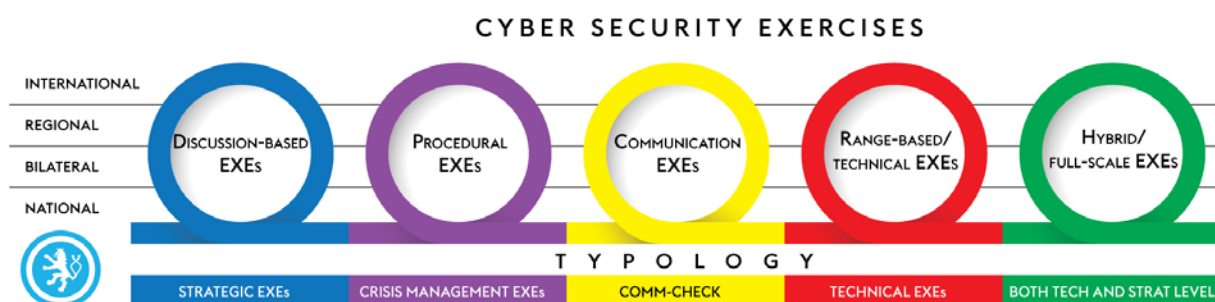 CYBER SECURITY EXERCISES
INTERNATIONAL
REGIONAL
BILATERAL
NATIONAL
DISCUSSION-BASED
EXEs
PROCEDURAL
EXEs
COMMUNICATION
EXEs
RANGE-BASED/
TECHNICAL EXEs
HYBRID/
FULL-SCALE EXEs
TYPOLOGY
STRATEGIC EXEs
CRISIS MANAGEMENT EXEs
COMM-CHECK
TECHNICAL EXEs
BOTH TECH AND STRAT LEVEL